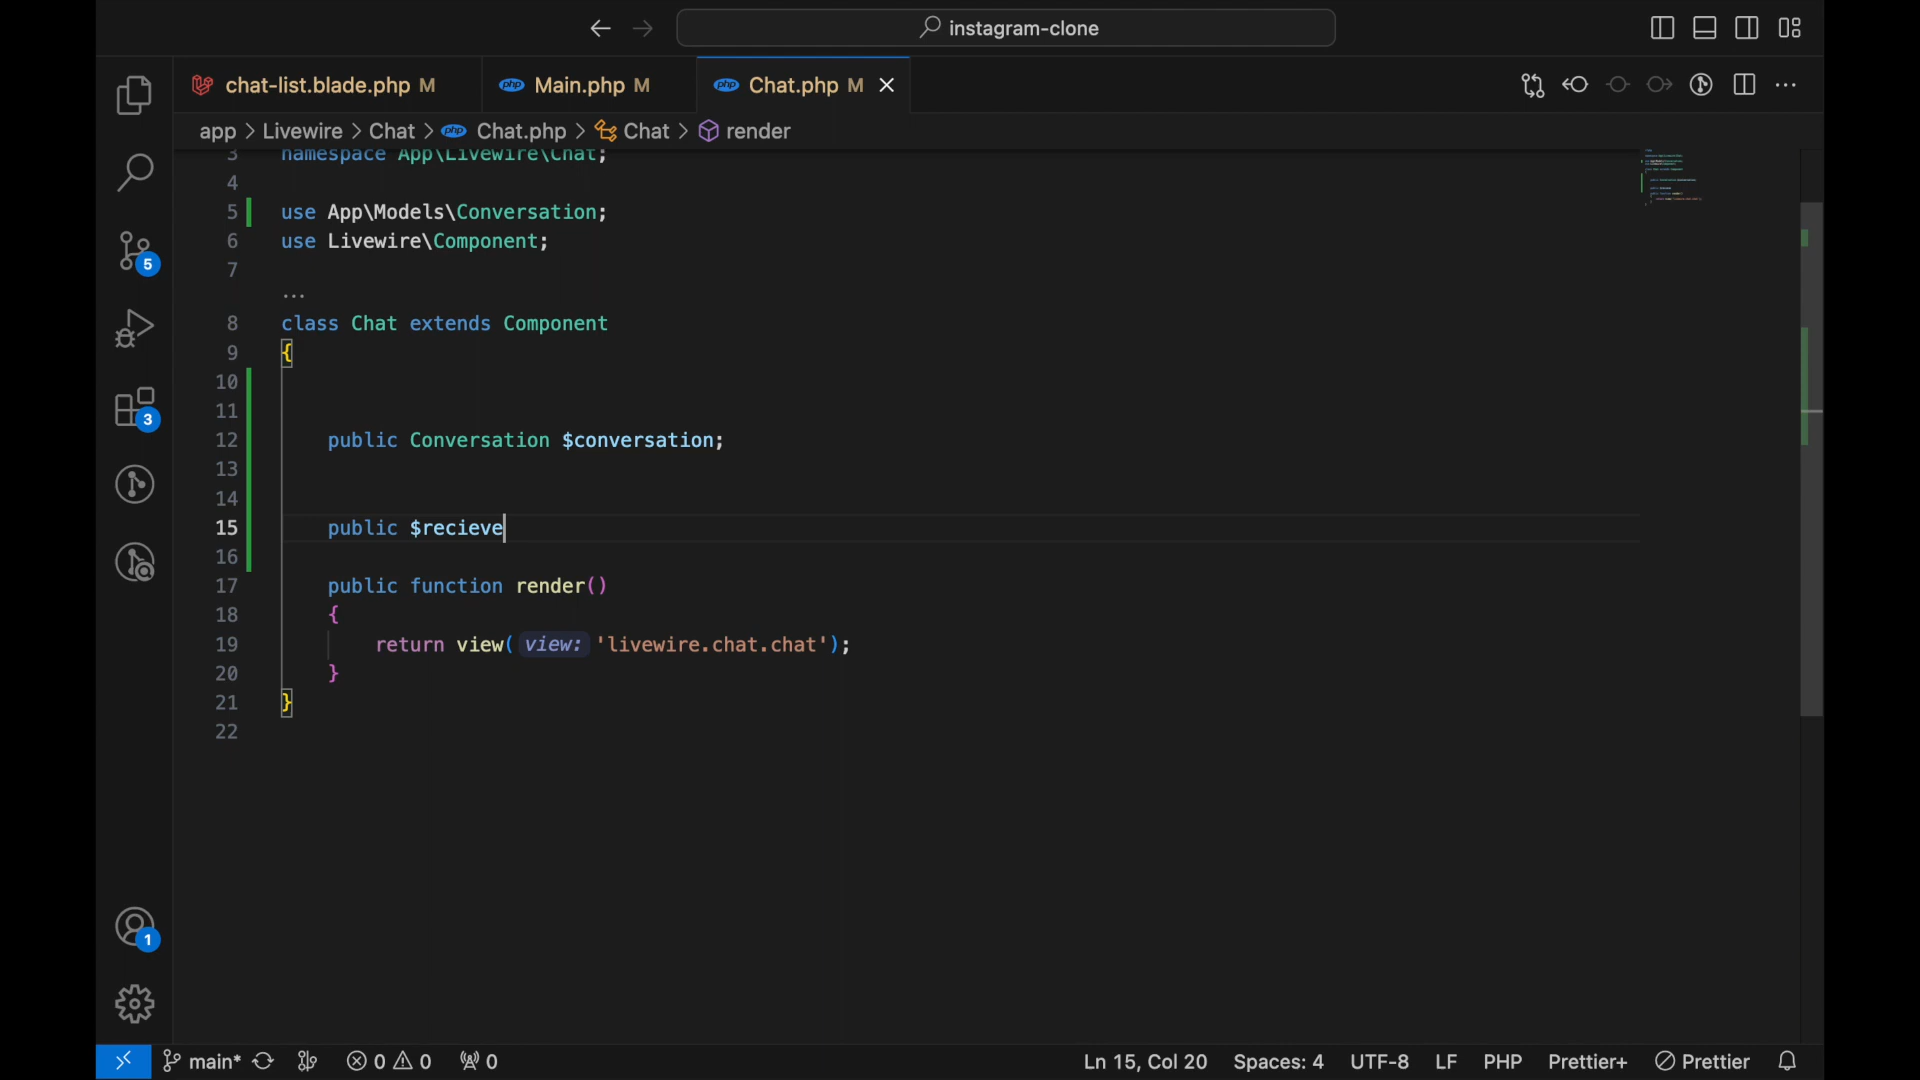 instagram-clone
chat-list.blade.php M
Main.php M
Chat.php M
app > Livewire > Chat > php Chat.php > Chat > render
3 namespace App\Livewire\Chat;
4
5 use App\Models\Conversation;
6 use Livewire\Component;
7
...
8 class Chat extends Component
9 {
10
11
12 public Conversation $conversation;
13
14
15 public $recieve
16
17 public function render()
18 {
19 return view( view: 'livewire.chat.chat');
20 }
21 }
22
5
3
1
main* 0 0 0 Ln 15, Col 20 Spaces: 4 UTF-8 LF PHP Prettier+ Prettier